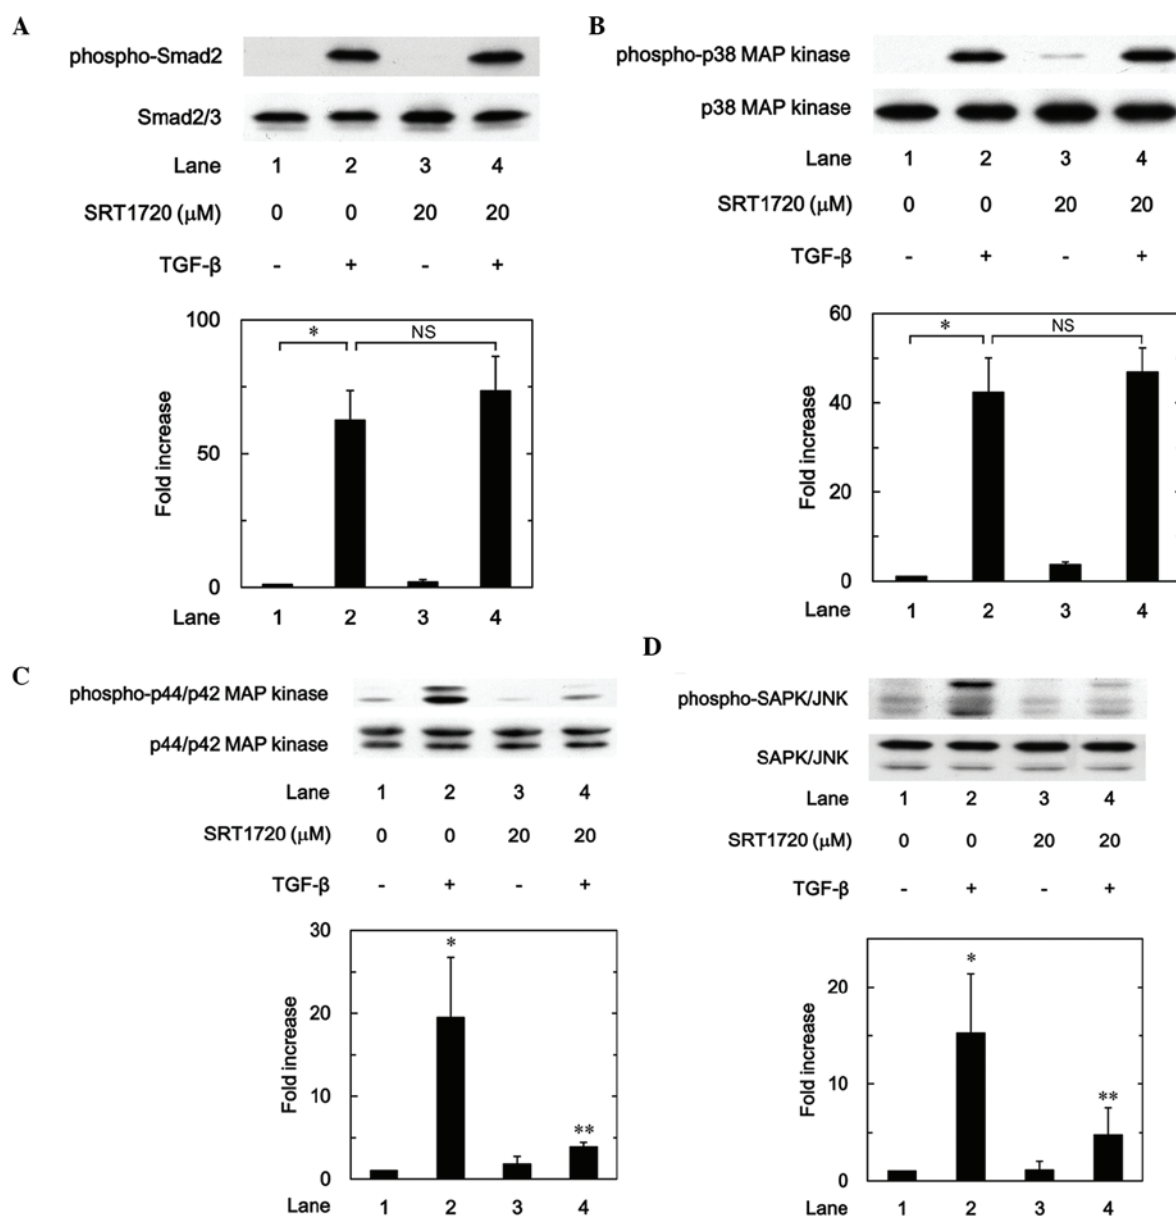 A
phospho-Smad2
Smad2/3
Lane 1 2 3 4
SRT1720 (μM) 0 0 20 20
TGF-β - + - +
100
* NS
50
0
Fold increase
Lane 1 2 3 4
B
phospho-p38 MAP kinase
p38 MAP kinase
Lane 1 2 3 4
SRT1720 (μM) 0 0 20 20
TGF-β - + - +
60
* NS
40
20
0
Fold increase
Lane 1 2 3 4
C
phospho-p44/p42 MAP kinase
p44/p42 MAP kinase
Lane 1 2 3 4
SRT1720 (μM) 0 0 20 20
TGF-β - + - +
30
*
20
10
**
0
Fold increase
Lane 1 2 3 4
D
phospho-SAPK/JNK
SAPK/JNK
Lane 1 2 3 4
SRT1720 (μM) 0 0 20 20
TGF-β - + - +
*
20
10
**
0
Fold increase
Lane 1 2 3 4